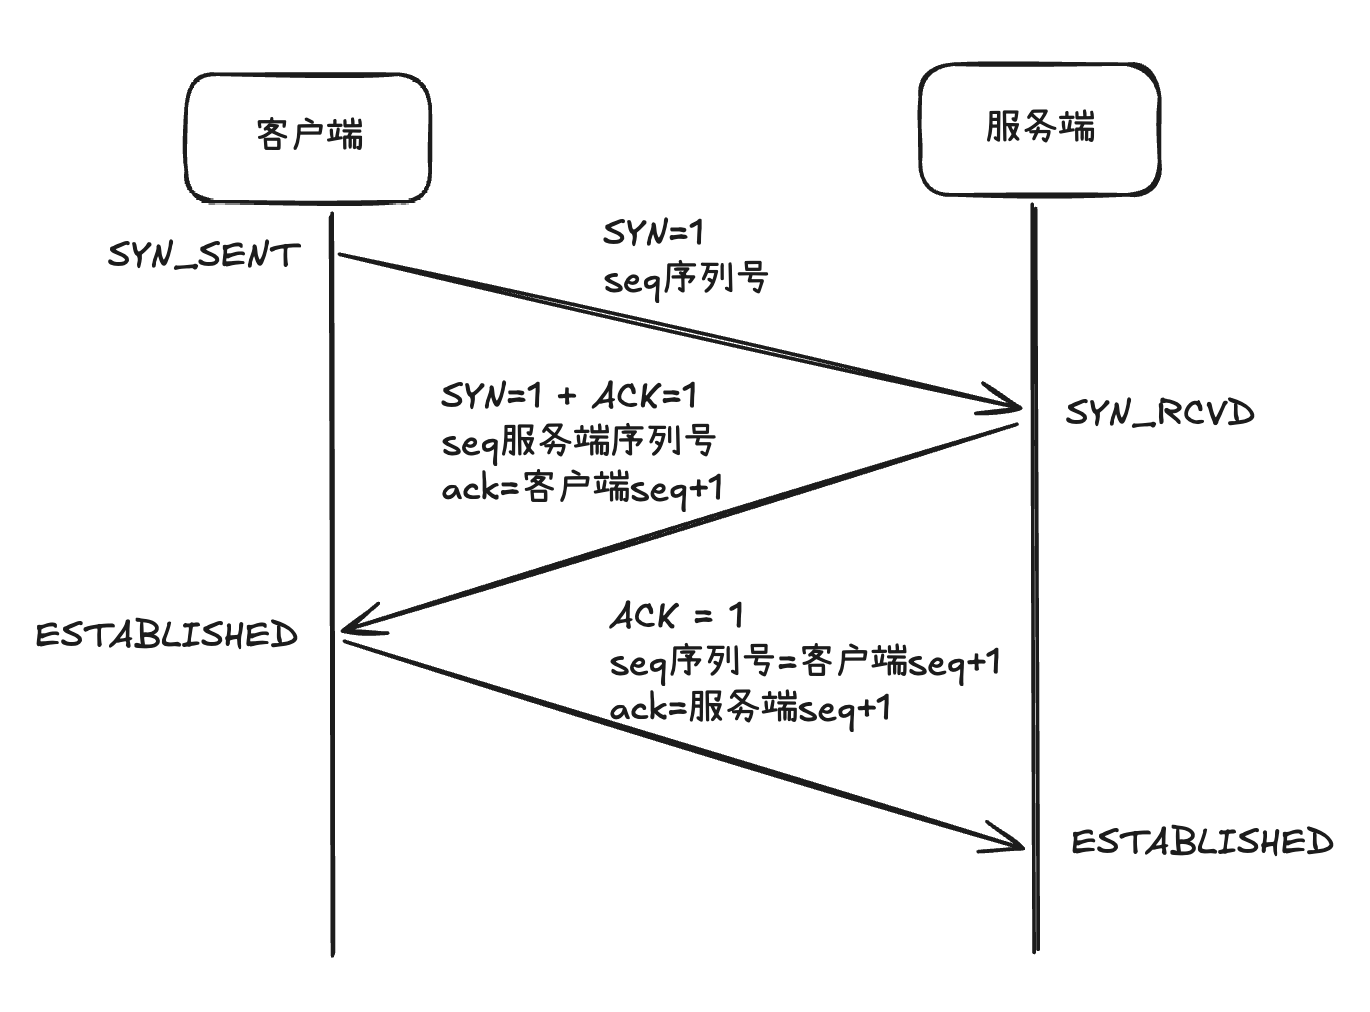 客户端
服务端
SYN_SENT
SYN=1
seq序列号
SYN=1 + ACK=1
seq服务端序列号
ack=客户端seq+1
SYN_RCVD
ESTABLISHED
ACK = 1
seq序列号=客户端seq+1
ack=服务端seq+1
ESTABLISHED